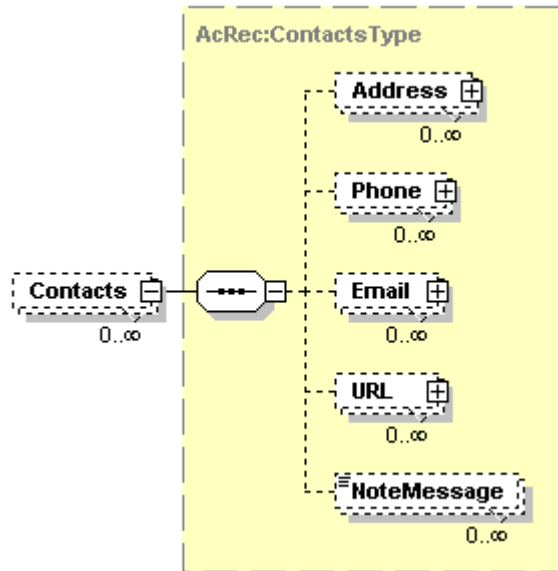 AcRec:ContactsType
Address
0..∞
Phone
0..∞
Contacts
0..∞
Email
0..∞
URL
0..∞
NoteMessage
0..∞